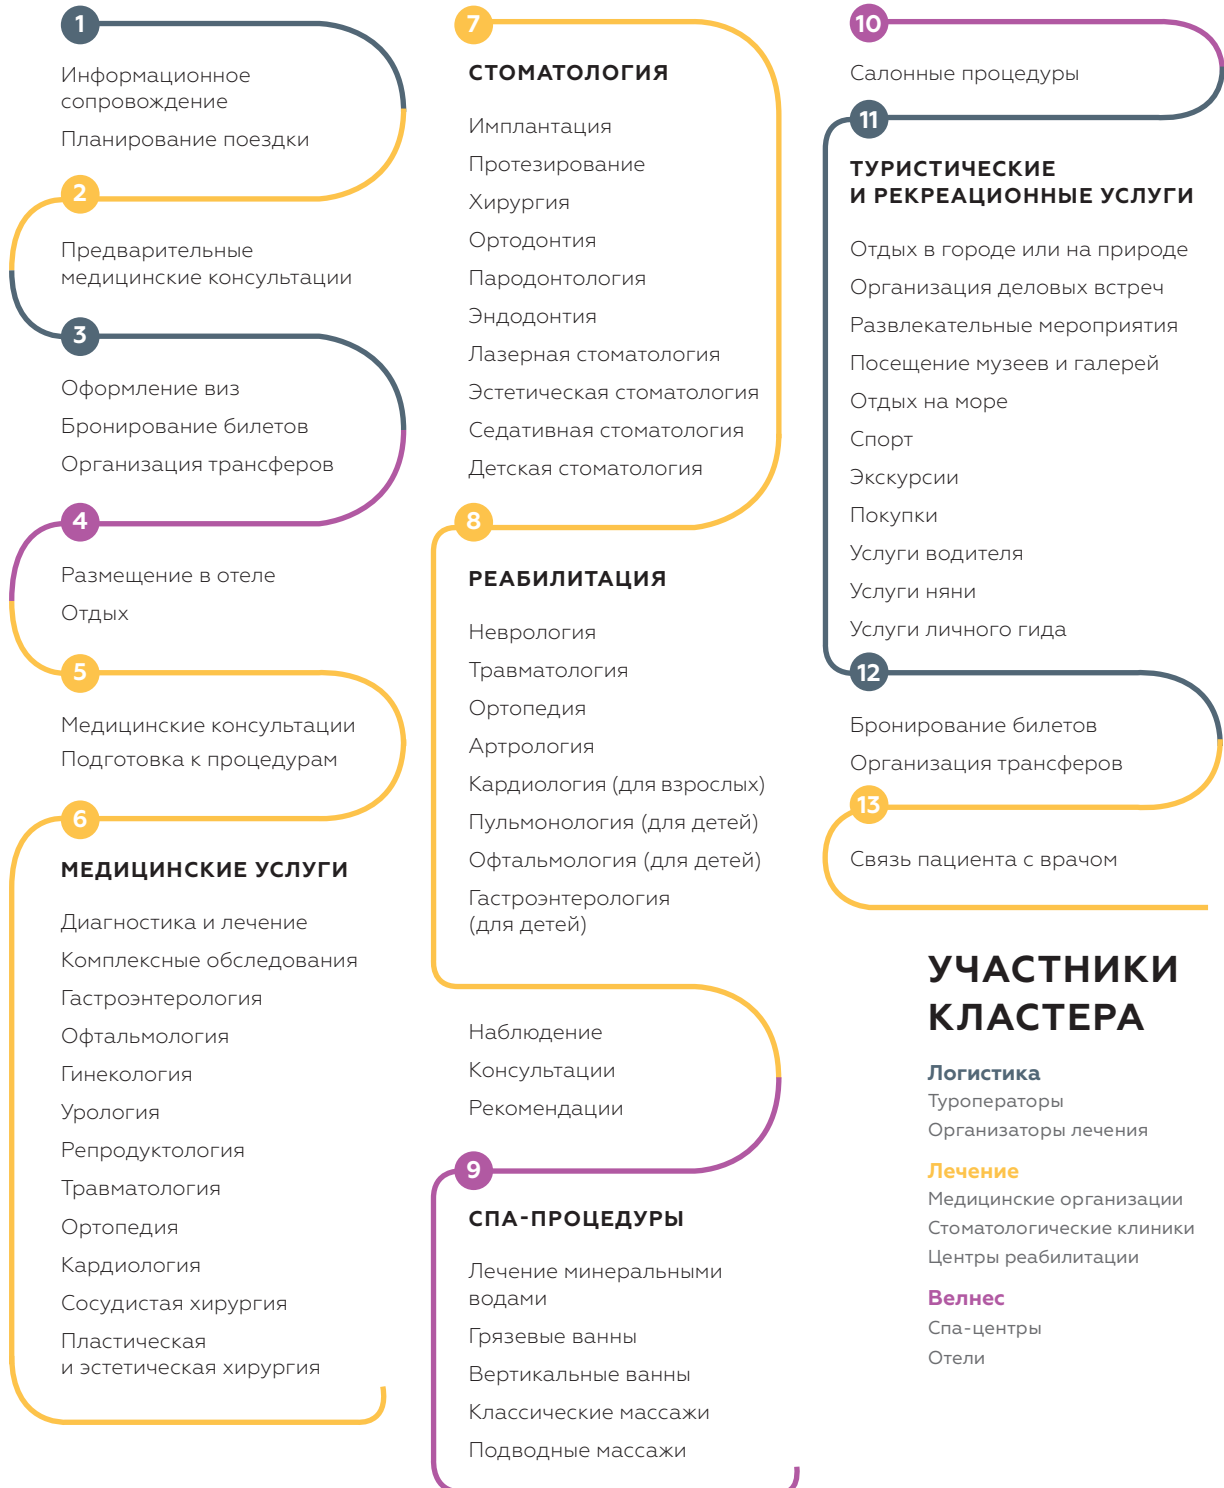 1
Информационное
сопровождение
Планирование поездки
2
Предварительные
медицинские консультации
3
Оформление виз
Бронирование билетов
Организация трансферов
4
Размещение в отеле
Отдых
5
Медицинские консультации
Подготовка к процедурам
6
МЕДИЦИНСКИЕ УСЛУГИ
Диагностика и лечение
Комплексные обследования
Гастроэнтерология
Офтальмология
Гинекология
Урология
Репродуктология
Травматология
Ортопедия
Кардиология
Сосудистая хирургия
Пластическая
и эстетическая хирургия
7
СТОМАТОЛОГИЯ
Имплантация
Протезирование
Хирургия
Ортодонтия
Пародонтология
Эндодонтия
Лазерная стоматология
Эстетическая стоматология
Седативная стоматология
Детская стоматология
8
РЕАБИЛИТАЦИЯ
Неврология
Травматология
Ортопедия
Артрология
Кардиология (для взрослых)
Пульмонология (для детей)
Офтальмология (для детей)
Гастроэнтерология
(для детей)
Наблюдение
Консультации
Рекомендации
9
СПА-ПРОЦЕДУРЫ
Лечение минеральными
водами
Грязевые ванны
Вертикальные ванны
Классические массажи
Подводные массажи
10
Салонные процедуры
11
ТУРИСТИЧЕСКИЕ
И РЕКРЕАЦИОННЫЕ УСЛУГИ
Отдых в городе или на природе
Организация деловых встреч
Развлекательные мероприятия
Посещение музеев и галерей
Отдых на море
Спорт
Экскурсии
Покупки
Услуги водителя
Услуги няни
Услуги личного гида
12
Бронирование билетов
Организация трансферов
13
Связь пациента с врачом
УЧАСТНИКИ
КЛАСТЕРА
Логистика
Туроператоры
Организаторы лечения
Лечение
Медицинские организации
Стоматологические клиники
Центры реабилитации
Велнес
Спа-центры
Отели